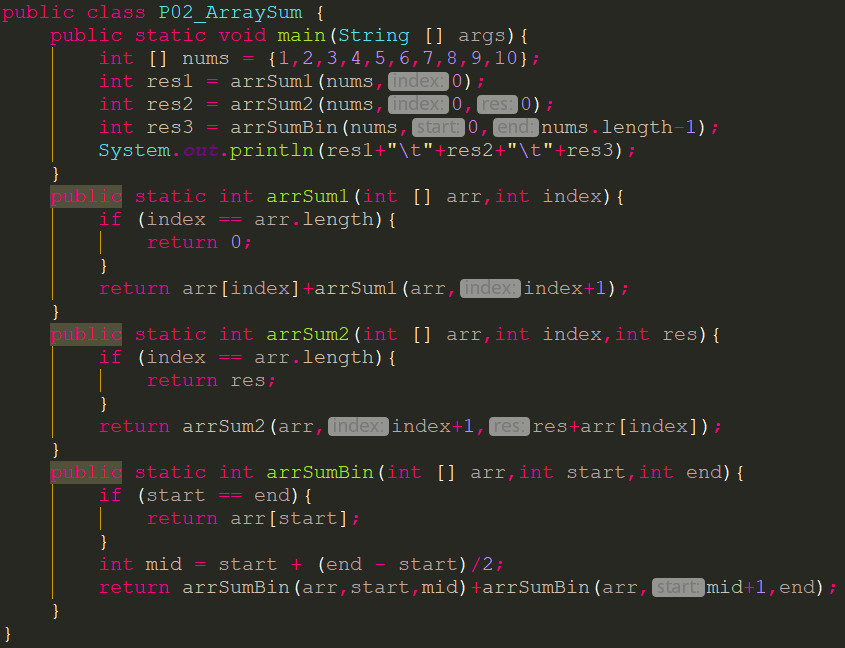 public class P02_ArraySum {
    public static void main(String [] args){
        int [] nums = {1,2,3,4,5,6,7,8,9,10};
        int res1 = arrSum1(nums, index: 0);
        int res2 = arrSum2(nums, index: 0, res: 0);
        int res3 = arrSumBin(nums, start: 0, end: nums.length-1);
        System.out.println(res1+"\t"+res2+"\t"+res3);
    }
    public static int arrSum1(int [] arr,int index){
        if (index == arr.length){
            return 0;
        }
        return arr[index]+arrSum1(arr, index: index+1);
    }
    public static int arrSum2(int [] arr,int index,int res){
        if (index == arr.length){
            return res;
        }
        return arrSum2(arr, index: index+1, res: res+arr[index]);
    }
    public static int arrSumBin(int [] arr,int start,int end){
        if (start == end){
            return arr[start];
        }
        int mid = start + (end - start)/2;
        return arrSumBin(arr,start,mid)+arrSumBin(arr, start: mid+1,end);
    }
}